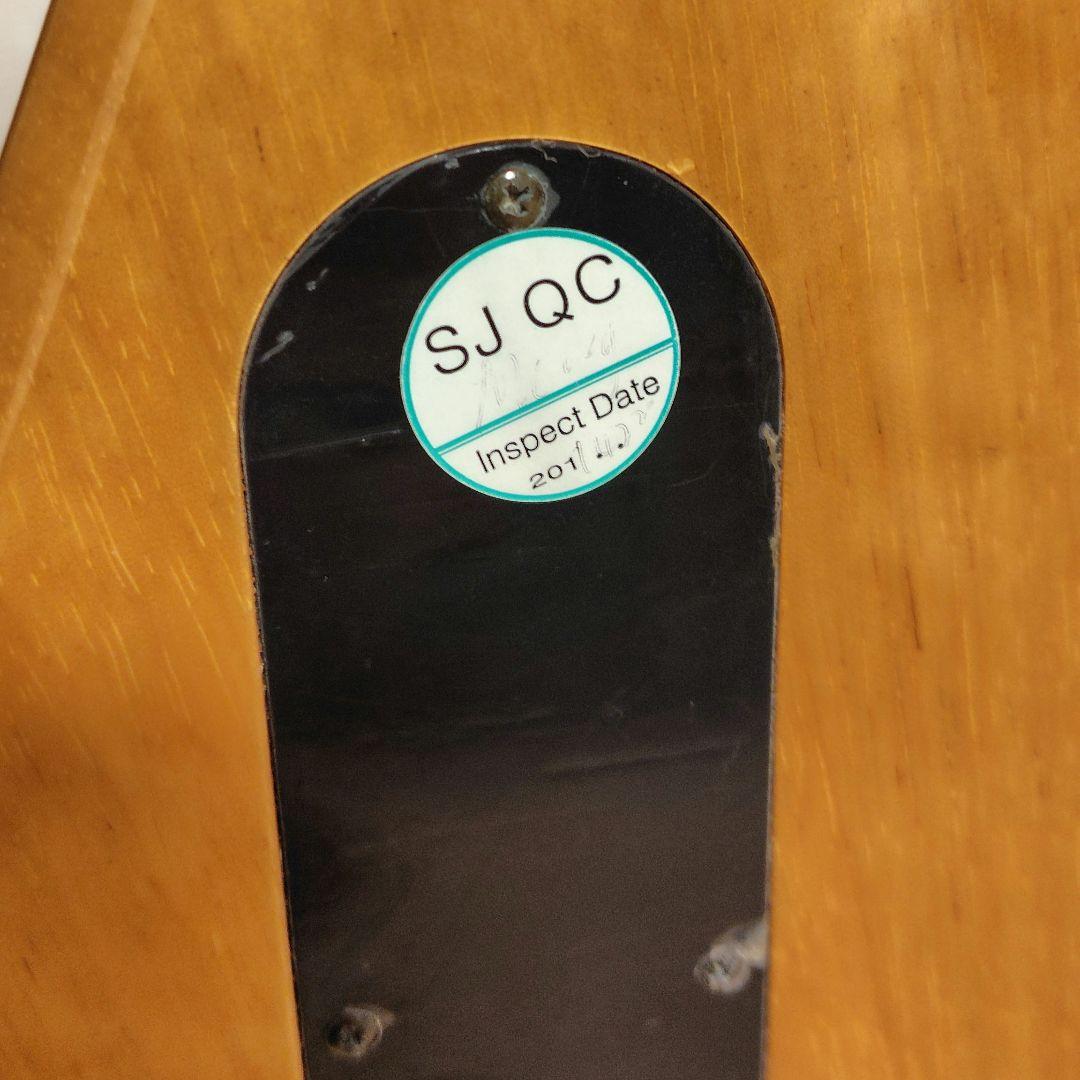 SJ QC
Inspect Date
201 . .